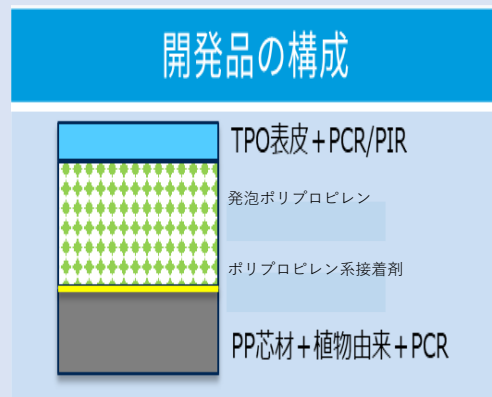 開発品の構成
TPO表皮+PCR/PIR
発泡ポリプロピレン
ポリプロピレン系接着剤
PP芯材+植物由来+PCR